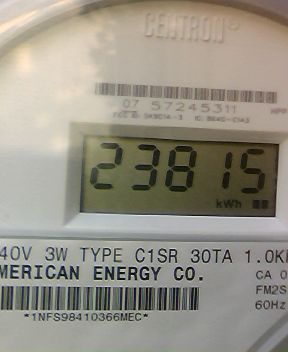 CENTRON®
07 57245311
23815
kWh
40V 3W TYPE C1SR 30TA 1.0K
MERICAN ENERGY CO.
CA 0
FM2S
60Hz
*1NFS98410366MEC*